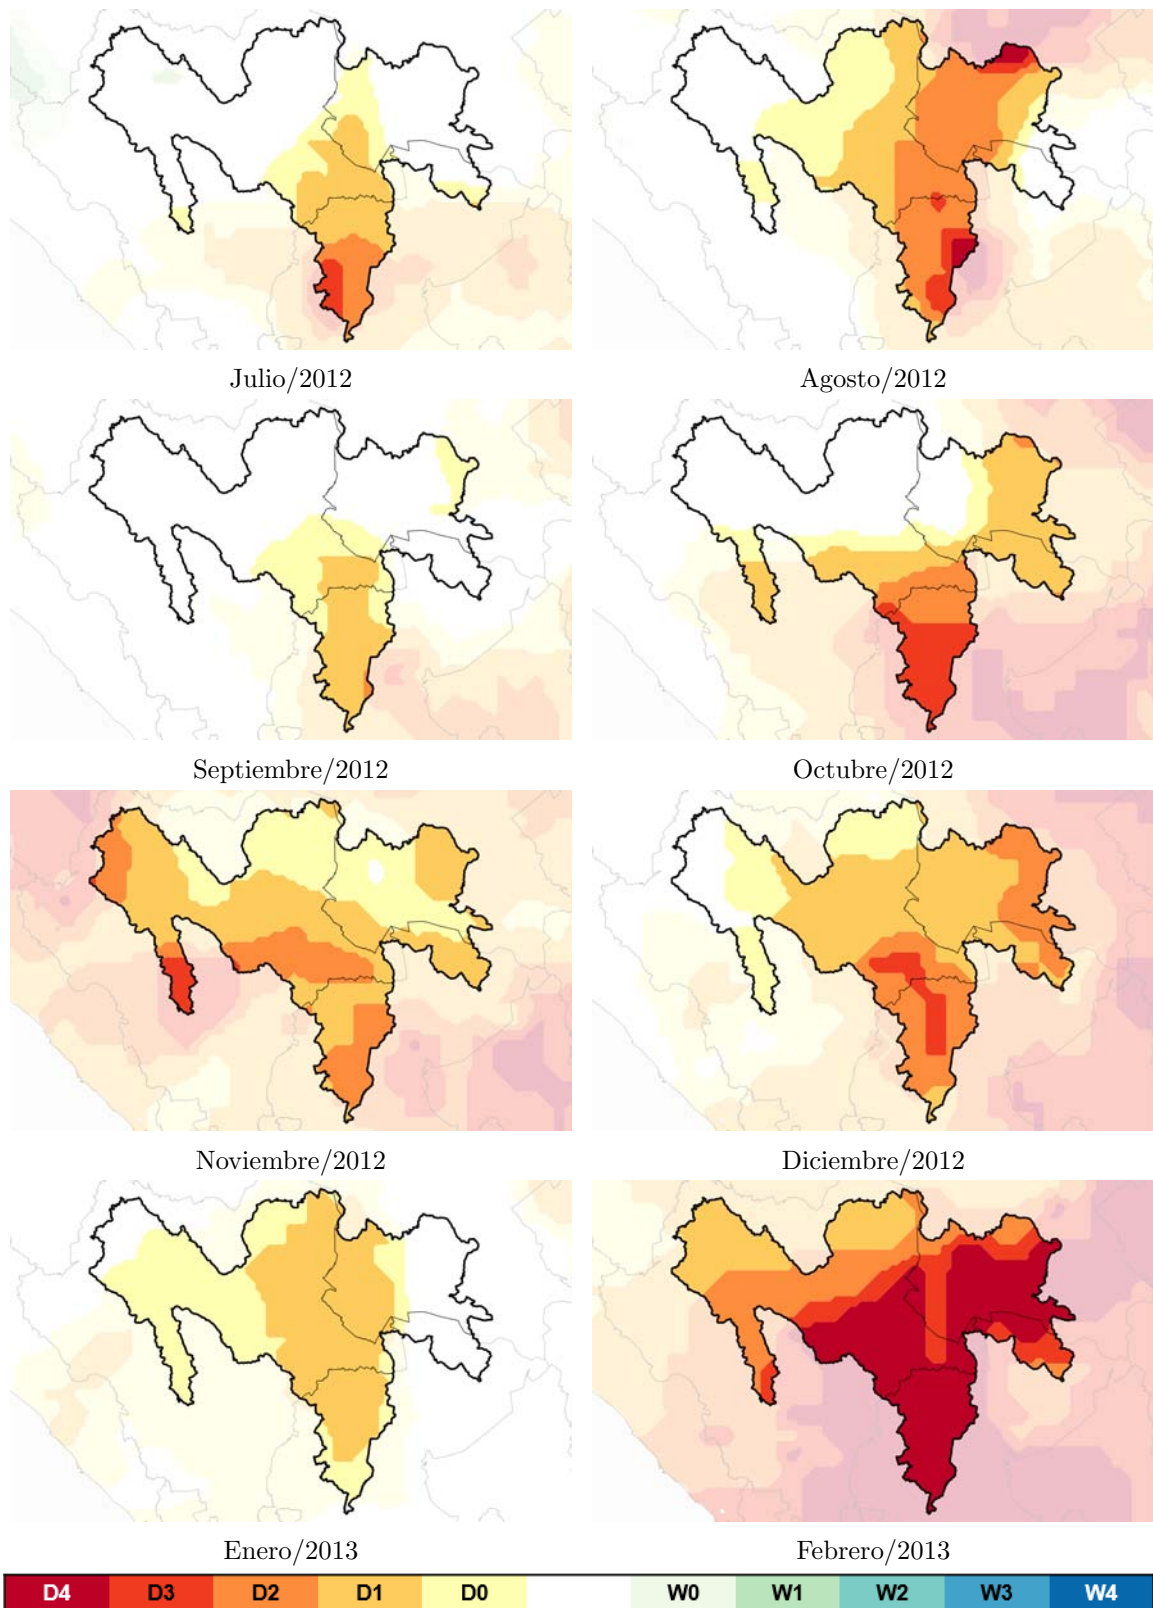 Julio/2012 Agosto/2012
Septiembre/2012 Octubre/2012
Noviembre/2012 Diciembre/2012
Enero/2013 Febrero/2013
D4 D3 D2 D1 D0 W0 W1 W2 W3 W4